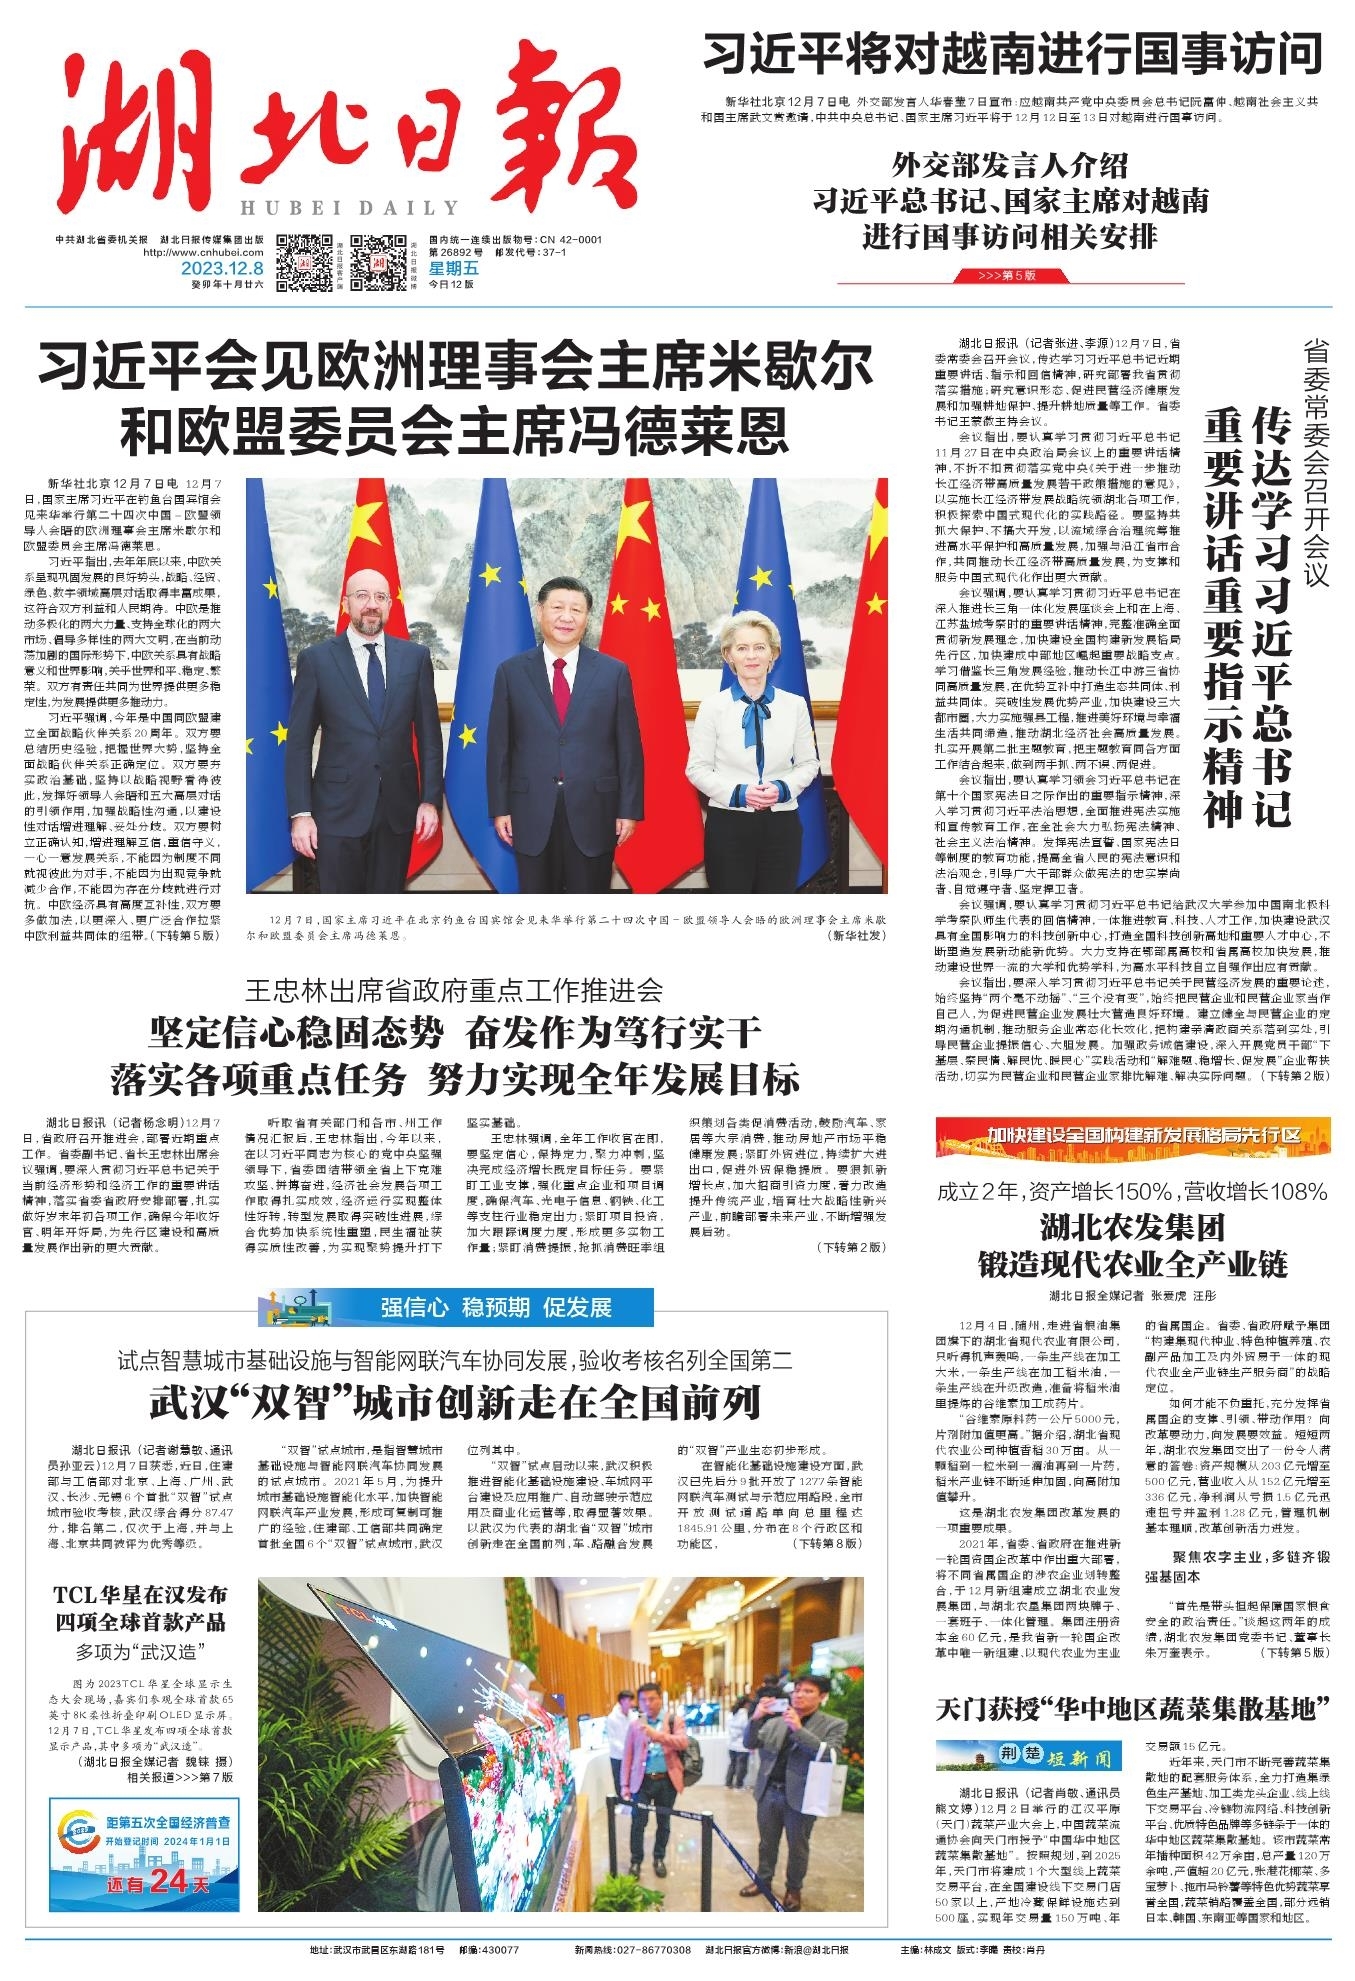 湖北日報
HUBEI DAILY
中共湖北省委机关报 湖北日报传媒集团出版
http://www.cnhubei.com
2023.12.8
癸卯年十月廿六
湖北日报客户端
湖北日报微博
国内统一连续出版物号:CN 42-0001
第26892号 邮发代号:37-1
星期五
今日12版
习近平将对越南进行国事访问
新华社北京12月7日电 外交部发言人华春莹7日宣布:应越南共产党中央委员会总书记阮富仲、越南社会主义共
和国主席武文赏邀请,中共中央总书记、国家主席习近平将于12月12日至13日对越南进行国事访问。
外交部发言人介绍
习近平总书记、国家主席对越南
进行国事访问相关安排
>>>第5版
习近平会见欧洲理事会主席米歇尔
和欧盟委员会主席冯德莱恩
新华社北京12月7日电 12月7
日,国家主席习近平在钓鱼台国宾馆会
见来华举行第二十四次中国－欧盟领
导人会晤的欧洲理事会主席米歇尔和
欧盟委员会主席冯德莱恩。
习近平指出,去年年底以来,中欧关
系呈现巩固发展的良好势头,战略、经贸、
绿色、数字领域高层对话取得丰富成果,
这符合双方利益和人民期待。中欧是推
动多极化的两大力量、支持全球化的两大
市场、倡导多样性的两大文明,在当前动
荡加剧的国际形势下,中欧关系具有战略
意义和世界影响,关乎世界和平、稳定、繁
荣。双方有责任共同为世界提供更多稳
定性,为发展提供更多推动力。
习近平强调,今年是中国同欧盟建
立全面战略伙伴关系20周年。双方要
总结历史经验,把握世界大势,坚持全
面战略伙伴关系正确定位。双方要夯
实政治基础,坚持以战略视野看待彼
此,发挥好领导人会晤和五大高层对话
的引领作用,加强战略性沟通,以建设
性对话增进理解、妥处分歧。双方要树
立正确认知,增进理解互信,重信守义,
一心一意发展关系,不能因为制度不同
就视彼此为对手,不能因为出现竞争就
减少合作,不能因为存在分歧就进行对
抗。中欧经济具有高度互补性,双方要
多做加法,以更深入、更广泛合作拉紧
中欧利益共同体的纽带。(下转第5版)
12月7日,国家主席习近平在北京钓鱼台国宾馆会见来华举行第二十四次中国－欧盟领导人会晤的欧洲理事会主席米歇
尔和欧盟委员会主席冯德莱恩。 (新华社发)
省委常委会召开会议
传达学习习近平总书记
重要讲话重要指示精神
湖北日报讯 (记者张进、李源)12月7日,省
委常委会召开会议,传达学习习近平总书记近期
重要讲话、指示和回信精神,研究部署我省贯彻
落实措施;研究意识形态、促进民营经济健康发
展和加强耕地保护、提升耕地质量等工作。省委
书记王蒙徽主持会议。
会议指出,要认真学习贯彻习近平总书记
11月27日在中央政治局会议上的重要讲话精
神,不折不扣贯彻落实党中央《关于进一步推动
长江经济带高质量发展若干政策措施的意见》,
以实施长江经济带发展战略统领湖北各项工作,
积极探索中国式现代化的实践路径。要坚持共
抓大保护、不搞大开发,以流域综合治理统筹推
进高水平保护和高质量发展,加强与沿江省市合
作,共同推动长江经济带高质量发展,为支撑和
服务中国式现代化作出更大贡献。
会议强调,要认真学习贯彻习近平总书记在
深入推进长三角一体化发展座谈会上和在上海、
江苏盐城考察时的重要讲话精神,完整准确全面
贯彻新发展理念,加快建设全国构建新发展格局
先行区,加快建成中部地区崛起重要战略支点。
学习借鉴长三角发展经验,推动长江中游三省协
同高质量发展,在优势互补中打造生态共同体、利
益共同体。突破性发展优势产业,加快建设三大
都市圈,大力实施强县工程,推进美好环境与幸福
生活共同缔造,推动湖北经济社会高质量发展。
扎实开展第二批主题教育,把主题教育同各方面
工作结合起来,做到两手抓、两不误、两促进。
会议指出,要认真学习领会习近平总书记在
第十个国家宪法日之际作出的重要指示精神,深
入学习贯彻习近平法治思想,全面推进宪法实施
和宣传教育工作,在全社会大力弘扬宪法精神、
社会主义法治精神。发挥宪法宣誓、国家宪法日
等制度的教育功能,提高全省人民的宪法意识和
法治观念,引导广大干部群众做宪法的忠实崇尚
者、自觉遵守者、坚定捍卫者。
会议强调,要认真学习习近平总书记给武汉大学参加中国南北极科
学考察队师生代表的回信精神,一体推进教育、科技、人才工作,加快建设武汉
具有全国影响力的科技创新中心,打造全国科技创新高地和重要人才中心,不
断塑造发展新动能新优势。大力支持在鄂部属高校和省属高校加快发展,推
动建设世界一流的大学和优势学科,为高水平科技自立自强作出应有贡献。
会议指出,要深入学习习近平总书记关于民营经济发展的重要论述,
始终坚持“两个毫不动摇”、“三个没有变”,始终把民营企业和民营企业家当作
自己人,为促进民营企业发展壮大营造良好环境。建立健全与民营企业的定
期沟通机制,推动服务企业常态化长效化,把构建亲清政商关系落到实处,引
导民营企业提振信心、大胆发展。加强政务诚信建设,深入开展党员干部“下
基层、察民情、解民忧、暖民心”实践活动和“解难题、稳增长、促发展”企业帮扶
活动,切实为民营企业和民营企业家排忧解难、解决实际问题。(下转第2版)
王忠林出席省政府重点工作推进会
坚定信心稳固态势 奋发作为笃行实干
落实各项重点任务 努力实现全年发展目标
湖北日报讯 (记者杨念明)12月7
日,省政府召开推进会,部署近期重点
工作。省委副书记、省长王忠林出席会
议强调,要深入贯彻习近平总书记关于
当前经济形势和经济工作的重要讲话
精神,落实省委省政府安排部署,扎实
做好岁末年初各项工作,确保今年收好
官、明年开好局,为先行区建设和高质
量发展作出新的更大贡献。
听取省有关部门和各市、州工作
情况汇报后,王忠林指出,今年以来,
在以习近平同志为核心的党中央坚强
领导下,省委团结带领全省上下克难
攻坚、拼搏奋进,经济社会发展各项工
作取得扎实成效,经济运行实现整体
性好转,转型发展取得突破性进展,综
合优势加快系统性重塑,民生福祉获
得实质性改善,为实现聚势提升打下
坚实基础。
王忠林强调,全年工作收官在即,
要坚定信心,保持定力,聚力冲刺,坚
决完成经济增长既定目标任务。要紧
盯工业支撑,强化重点企业和项目调
度,确保汽车、光电子信息、钢铁、化工
等支柱行业稳定出力;紧盯项目投资,
加大跟踪调度力度,形成更多实物工
作量;紧盯消费提振,抢抓消费旺季组
织策划各类促消费活动,鼓励汽车、家
居等大宗消费,推动房地产市场平稳
健康发展;紧盯外贸进位,持续扩大进
出口,促进外贸保稳提质。要狠抓新
增长点,加大招商引资力度,着力改造
提升传统产业,培育壮大战略性新兴
产业,前瞻部署未来产业,不断增强发
展后劲。
(下转第2版)
强信心 稳预期 促发展
试点智慧城市基础设施与智能网联汽车协同发展,验收考核名列全国第二
武汉“双智”城市创新走在全国前列
湖北日报讯 (记者谢慧敏、通讯
员孙亚云)12月7日获悉,近日,住建
部与工信部对北京、上海、广州、武
汉、长沙、无锡6个首批“双智”试点
城市验收考核,武汉综合得分87.47
分,排名第二,仅次于上海,并与上
海、北京共同被评为优秀等级。
“双智”试点城市,是指智慧城市
基础设施与智能网联汽车协同发展
的试点城市。2021年5月,为提升
城市基础设施智能化水平,加快智能
网联汽车产业发展,形成可复制可推
广的经验,住建部、工信部共同确定
首批全国6个“双智”试点城市,武汉
位列其中。
“双智”试点启动以来,武汉积极
推进智能化基础设施建设、车城网平
台建设及应用推广、自动驾驶示范应
用及商业化运营等,取得显著效果。
以武汉为代表的湖北省“双智”城市
创新走在全国前列,车、路融合发展
的“双智”产业生态初步形成。
在智能化基础设施建设方面,武
汉已先后分9批开放了1277条智能
网联汽车测试与示范应用路段,全市
开放测试道路单向总里程达
1845.91公里,分布在8个行政区和
功能区, (下转第8版)
TCL华星在汉发布
四项全球首款产品
多项为“武汉造”
图为2023TCL华星全球显示生
态大会现场,嘉宾们参观全球首款65
英寸8K柔性折叠印刷OLED显示屏。
12月7日,TCL华星发布四项全球首款
显示产品,其中多项为“武汉造”。
(湖北日报全媒记者 魏铼 摄)
相关报道>>>第7版
TCL 华星
距第五次全国经济普查
开始登记时间 2024年1月1日
还有24天
加快建设全国构建新发展格局先行区
成立2年,资产增长150%,营收增长108%
湖北农发集团
锻造现代农业全产业链
湖北日报全媒记者 张爱虎 汪彤
12月4日,随州,走进省粮油集
团旗下的湖北省现代农业有限公司,
只听得机声轰鸣,一条生产线在加工
大米,一条生产线在加工稻米油,一
条生产线在升级改造,准备将稻米油
里提炼的谷维素加工成药片。
“谷维素原料药一公斤5000元,
片剂附加值更高。”据介绍,湖北省现
代农业公司种植香稻30万亩。从一
颗稻到一粒米到一滴油再到一片药,
稻米产业链不断延伸加固,向高附加
值攀升。
这是湖北农发集团改革发展的
一项重要成果。
2021年,省委、省政府在推进新
一轮国资国企改革中作出重大部署,
将不同省属国企的涉农企业划转整
合,于12月新组建成立湖北农业发
展集团,与湖北农垦集团两块牌子、
一套班子、一体化管理。集团注册资
本金60亿元,是我省新一轮国企改
革中唯一新组建、以现代农业为主业
的省属国企。省委、省政府赋予集团
“构建集现代种业、特色种植养殖、农
副产品加工及内外贸易于一体的现
代农业全产业链生产服务商”的战略
定位。
如何才能不负重托,充分发挥省
属国企的支撑、引领、带动作用?向
改革要动力,向发展要效益。短短两
年,湖北农发集团交出了一份令人满
意的答卷:资产规模从203亿元增至
500亿元,营业收入从152亿元增至
336亿元,净利润从亏损1.5亿元迅
速扭亏并盈利1.28亿元,管理机制
基本理顺,改革创新活力迸发。
聚焦农字主业,多链齐锻
强基固本
“首先是带头担起保障国家粮食
安全的政治责任。”谈起这两年的成
绩,湖北农发集团党委书记、董事长
朱万奎表示。 (下转第5版)
天门获授“华中地区蔬菜集散基地”
荆楚短新闻
湖北日报讯 (记者肖敏、通讯员
熊文婷)12月2日举行的江汉平原
(天门)蔬菜产业大会上,中国蔬菜流
通协会向天门市授予“中国华中地区
蔬菜集散基地”。按照规划,到2025
年,天门市将建成1个大型线上蔬菜
交易平台,在全国建设线下交易门店
50家以上,产地冷藏保鲜设施达到
500座,实现年交易量150万吨、年
交易额15亿元。
近年来,天门市不断完善蔬菜集
散地的配套服务体系,全力打造集绿
色生产基地、加工类龙头企业、线上线
下交易平台、冷链物流网络、科技创新
平台、优质特色品牌等多链条于一体的
华中地区蔬菜集散基地。该市蔬菜常
年播种面积42万余亩,总产量120万
余吨,产值超20亿元,张港花椰菜、多
宝萝卜、拖市马铃薯等特色优势蔬菜享
誉全国,蔬菜销路覆盖全国,部分远销
日本、韩国、东南亚等国家和地区。
地址:武汉市武昌区东湖路181号 邮编:430077 新闻热线:027-86770308 湖北日报官方微博:新浪@湖北日报 主编:林成文 版式:李曦 责校:肖丹